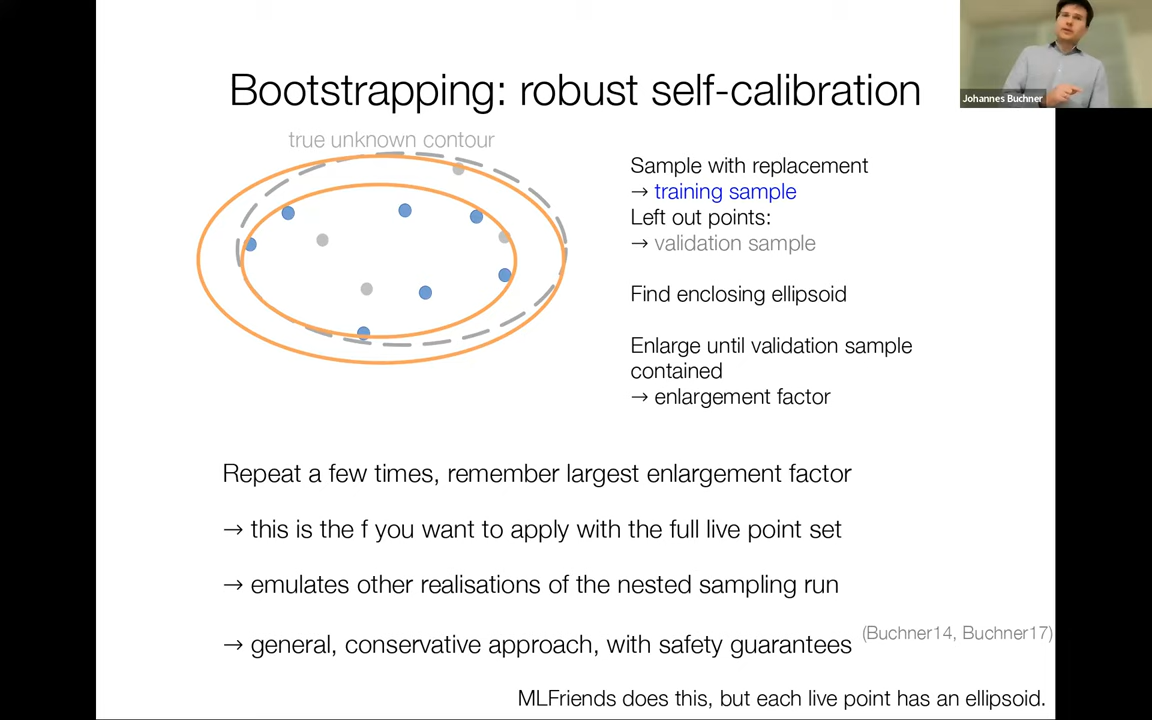 Bootstrapping: robust self-calibration
Johannes Buchner
true unknown contour
Sample with replacement
→ training sample
Left out points:
→ validation sample
Find enclosing ellipsoid
Enlarge until validation sample
contained
→ enlargement factor
Repeat a few times, remember largest enlargement factor
→ this is the f you want to apply with the full live point set
→ emulates other realisations of the nested sampling run
→ general, conservative approach, with safety guarantees (Buchner14, Buchner17)
MLFriends does this, but each live point has an ellipsoid.